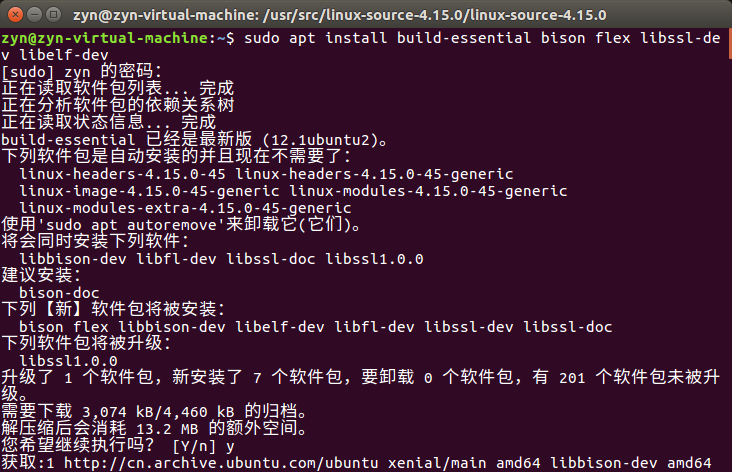 zyn@zyn-virtual-machine: /usr/src/linux-source-4.15.0/linux-source-4.15.0
zyn@zyn-virtual-machine:~$ sudo apt install build-essential bison flex libssl-de
v libelf-dev
[sudo] zyn 的密码：
正在读取软件包列表... 完成
正在分析软件包的依赖关系树
正在读取状态信息... 完成
build-essential 已经是最新版 (12.1ubuntu2)。
下列软件包是自动安装的并且现在不需要了：
linux-headers-4.15.0-45 linux-headers-4.15.0-45-generic
linux-image-4.15.0-45-generic linux-modules-4.15.0-45-generic
linux-modules-extra-4.15.0-45-generic
使用'sudo apt autoremove'来卸载它(它们)。
将会同时安装下列软件：
libbison-dev libfl-dev libssl-doc libssl1.0.0
建议安装：
bison-doc
下列【新】软件包将被安装：
bison flex libbison-dev libelf-dev libfl-dev libssl-dev libssl-doc
下列软件包将被升级：
libssl1.0.0
升级了 1 个软件包，新安装了 7 个软件包，要卸载 0 个软件包，有 201 个软件包未被升
级。
需要下载 3,074 kB/4,460 kB 的归档。
解压缩后会消耗 13.2 MB 的额外空间。
您希望继续执行吗？ [Y/n] y
获取:1 http://cn.archive.ubuntu.com/ubuntu xenial/main amd64 libbison-dev amd64